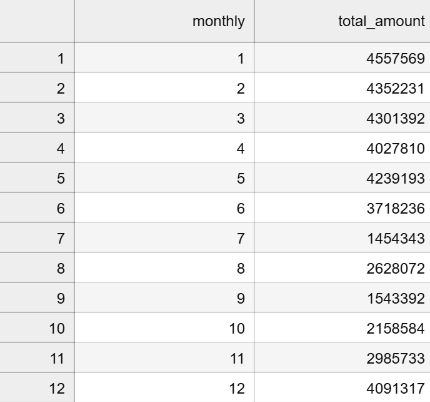 monthly total_amount
1 1 4557569
2 2 4352231
3 3 4301392
4 4 4027810
5 5 4239193
6 6 3718236
7 7 1454343
8 8 2628072
9 9 1543392
10 10 2158584
11 11 2985733
12 12 4091317